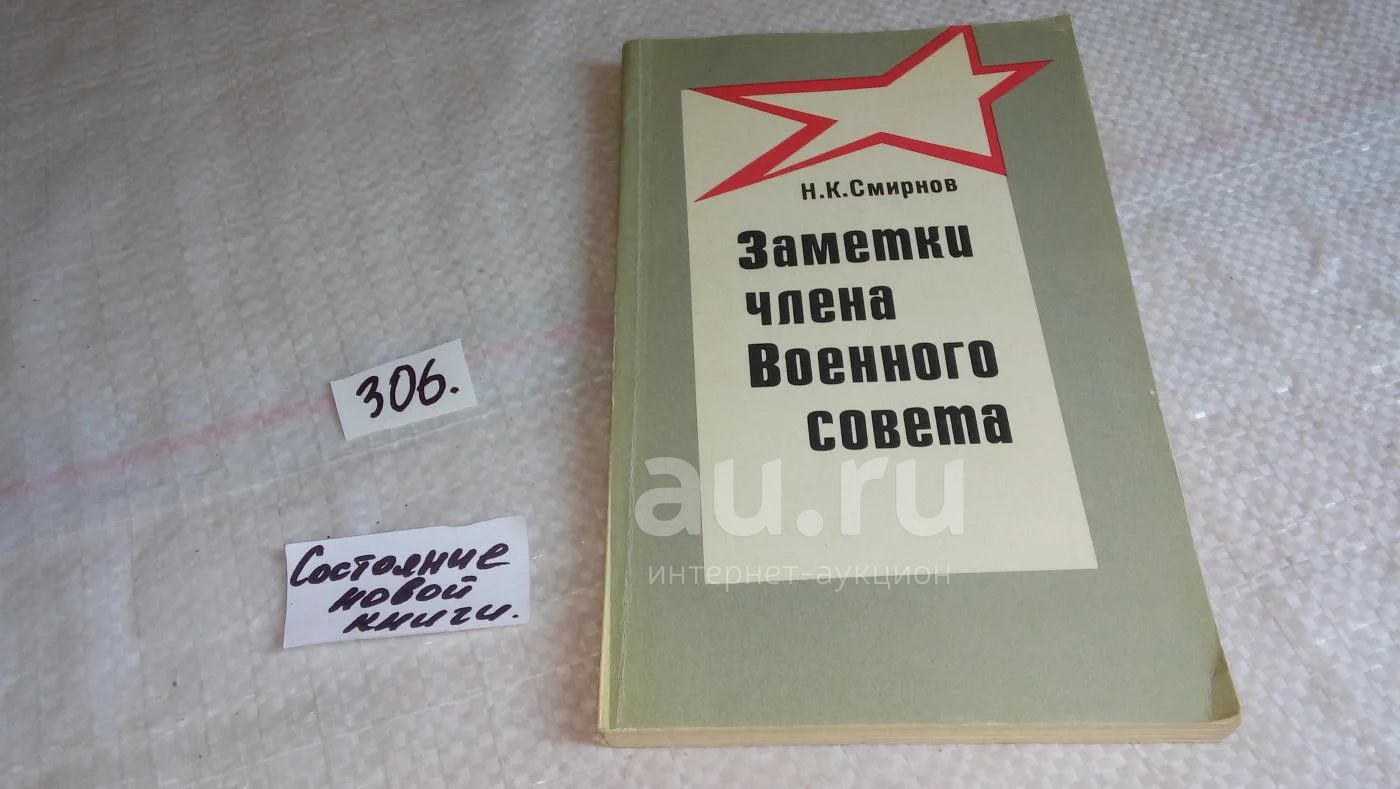 Н.К.Смирнов
Заметки
члена
Военного
совета
306.
Состояние
новой
книги.
au.ru
интернет-аукцион